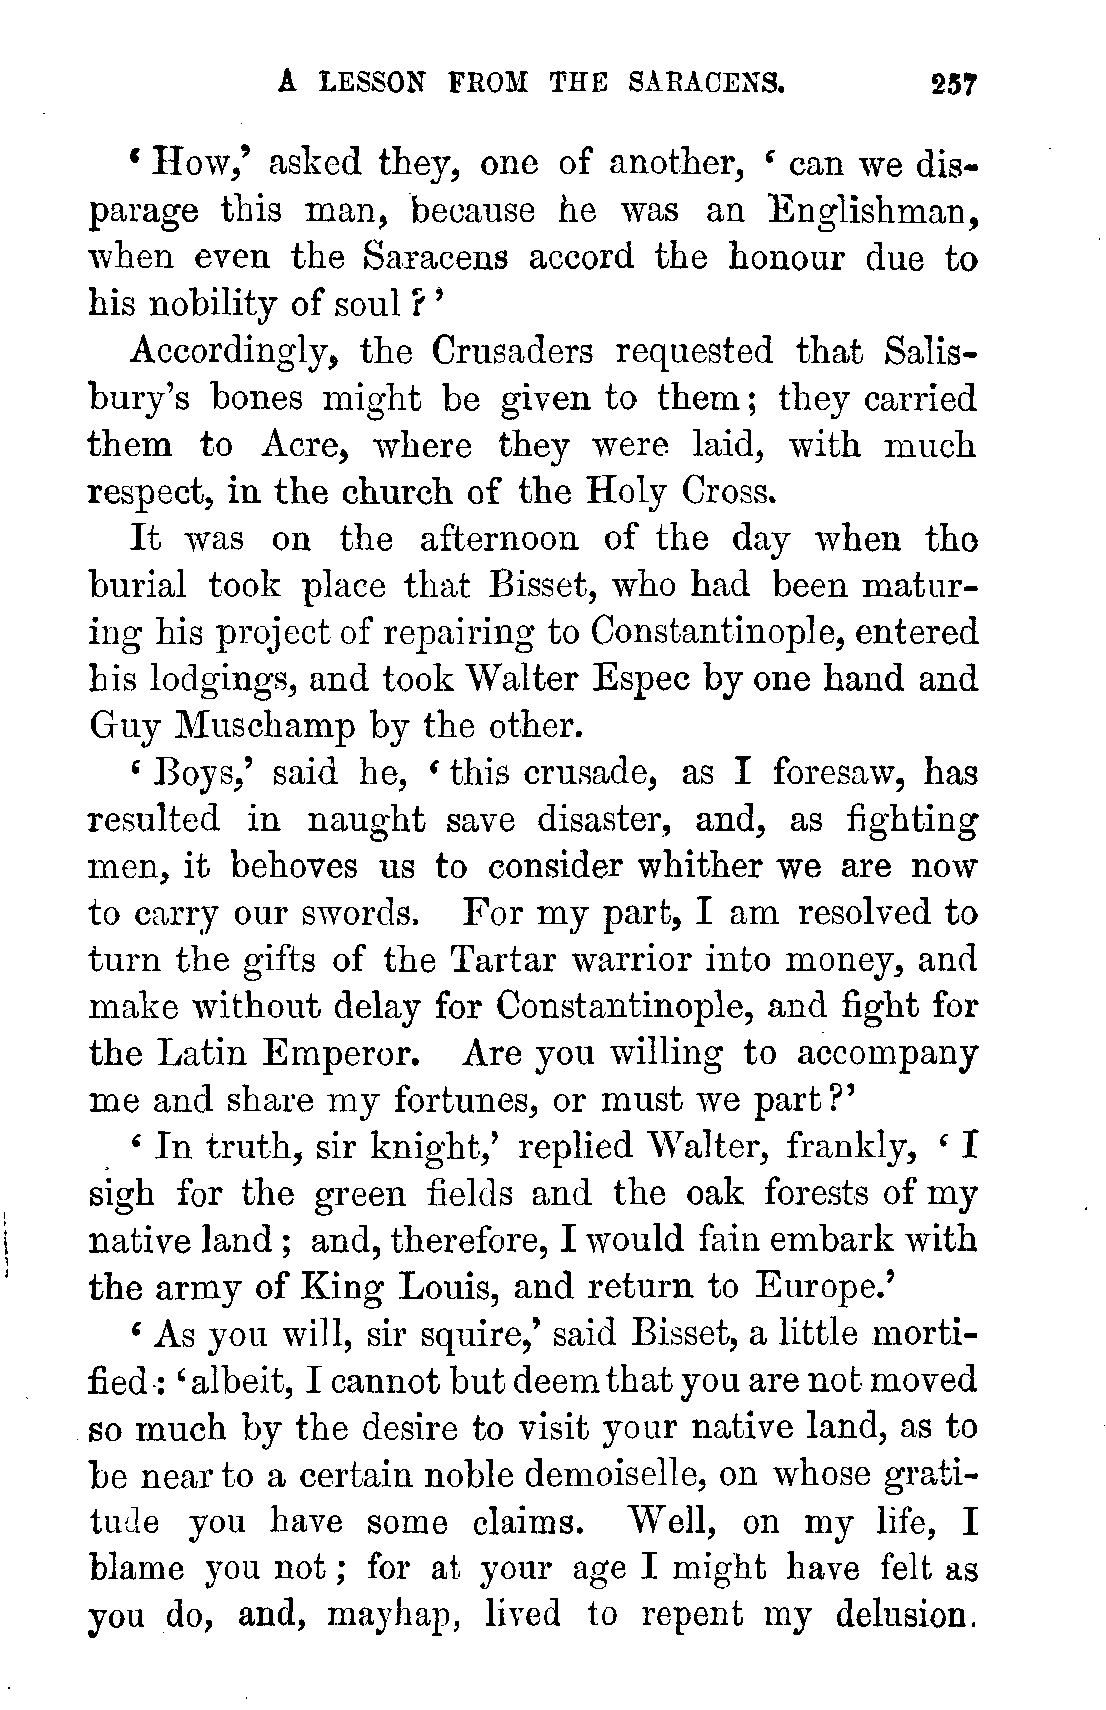 A LESSON FROM THE SARACENS. 257
‘ How,’ asked they, one of another, ‘ can we dis-
parage this man, because he was an Englishman,
when even the Saracens accord the honour due to
his nobility of soul ? ’
Accordingly, the Crusaders requested that Salis-
bury’s bones might be given to them ; they carried
them to Acre, where they were laid, with much
respect, in the church of the Holy Cross.
It was on the afternoon of the day when the
burial took place that Bisset, who had been matur-
ing his project of repairing to Constantinople, entered
his lodgings, and took Walter Espec by one hand and
Guy Muschamp by the other.
‘ Boys,’ said he, ‘ this crusade, as I foresaw, has
resulted in naught save disaster, and, as fighting
men, it behoves us to consider whither we are now
to carry our swords. For my part, I am resolved to
turn the gifts of the Tartar warrior into money, and
make without delay for Constantinople, and fight for
the Latin Emperor. Are you willing to accompany
me and share my fortunes, or must we part ?’
‘ In truth, sir knight,’ replied Walter, frankly, ‘ I
sigh for the green fields and the oak forests of my
native land ; and, therefore, I would fain embark with
the army of King Louis, and return to Europe.’
‘ As you will, sir squire,’ said Bisset, a little morti-
fied : ‘ albeit, I cannot but deem that you are not moved
so much by the desire to visit your native land, as to
be near to a certain noble demoiselle, on whose grati-
tude you have some claims. Well, on my life, I
blame you not ; for at your age I might have felt as
you do, and, mayhap, lived to repent my delusion.